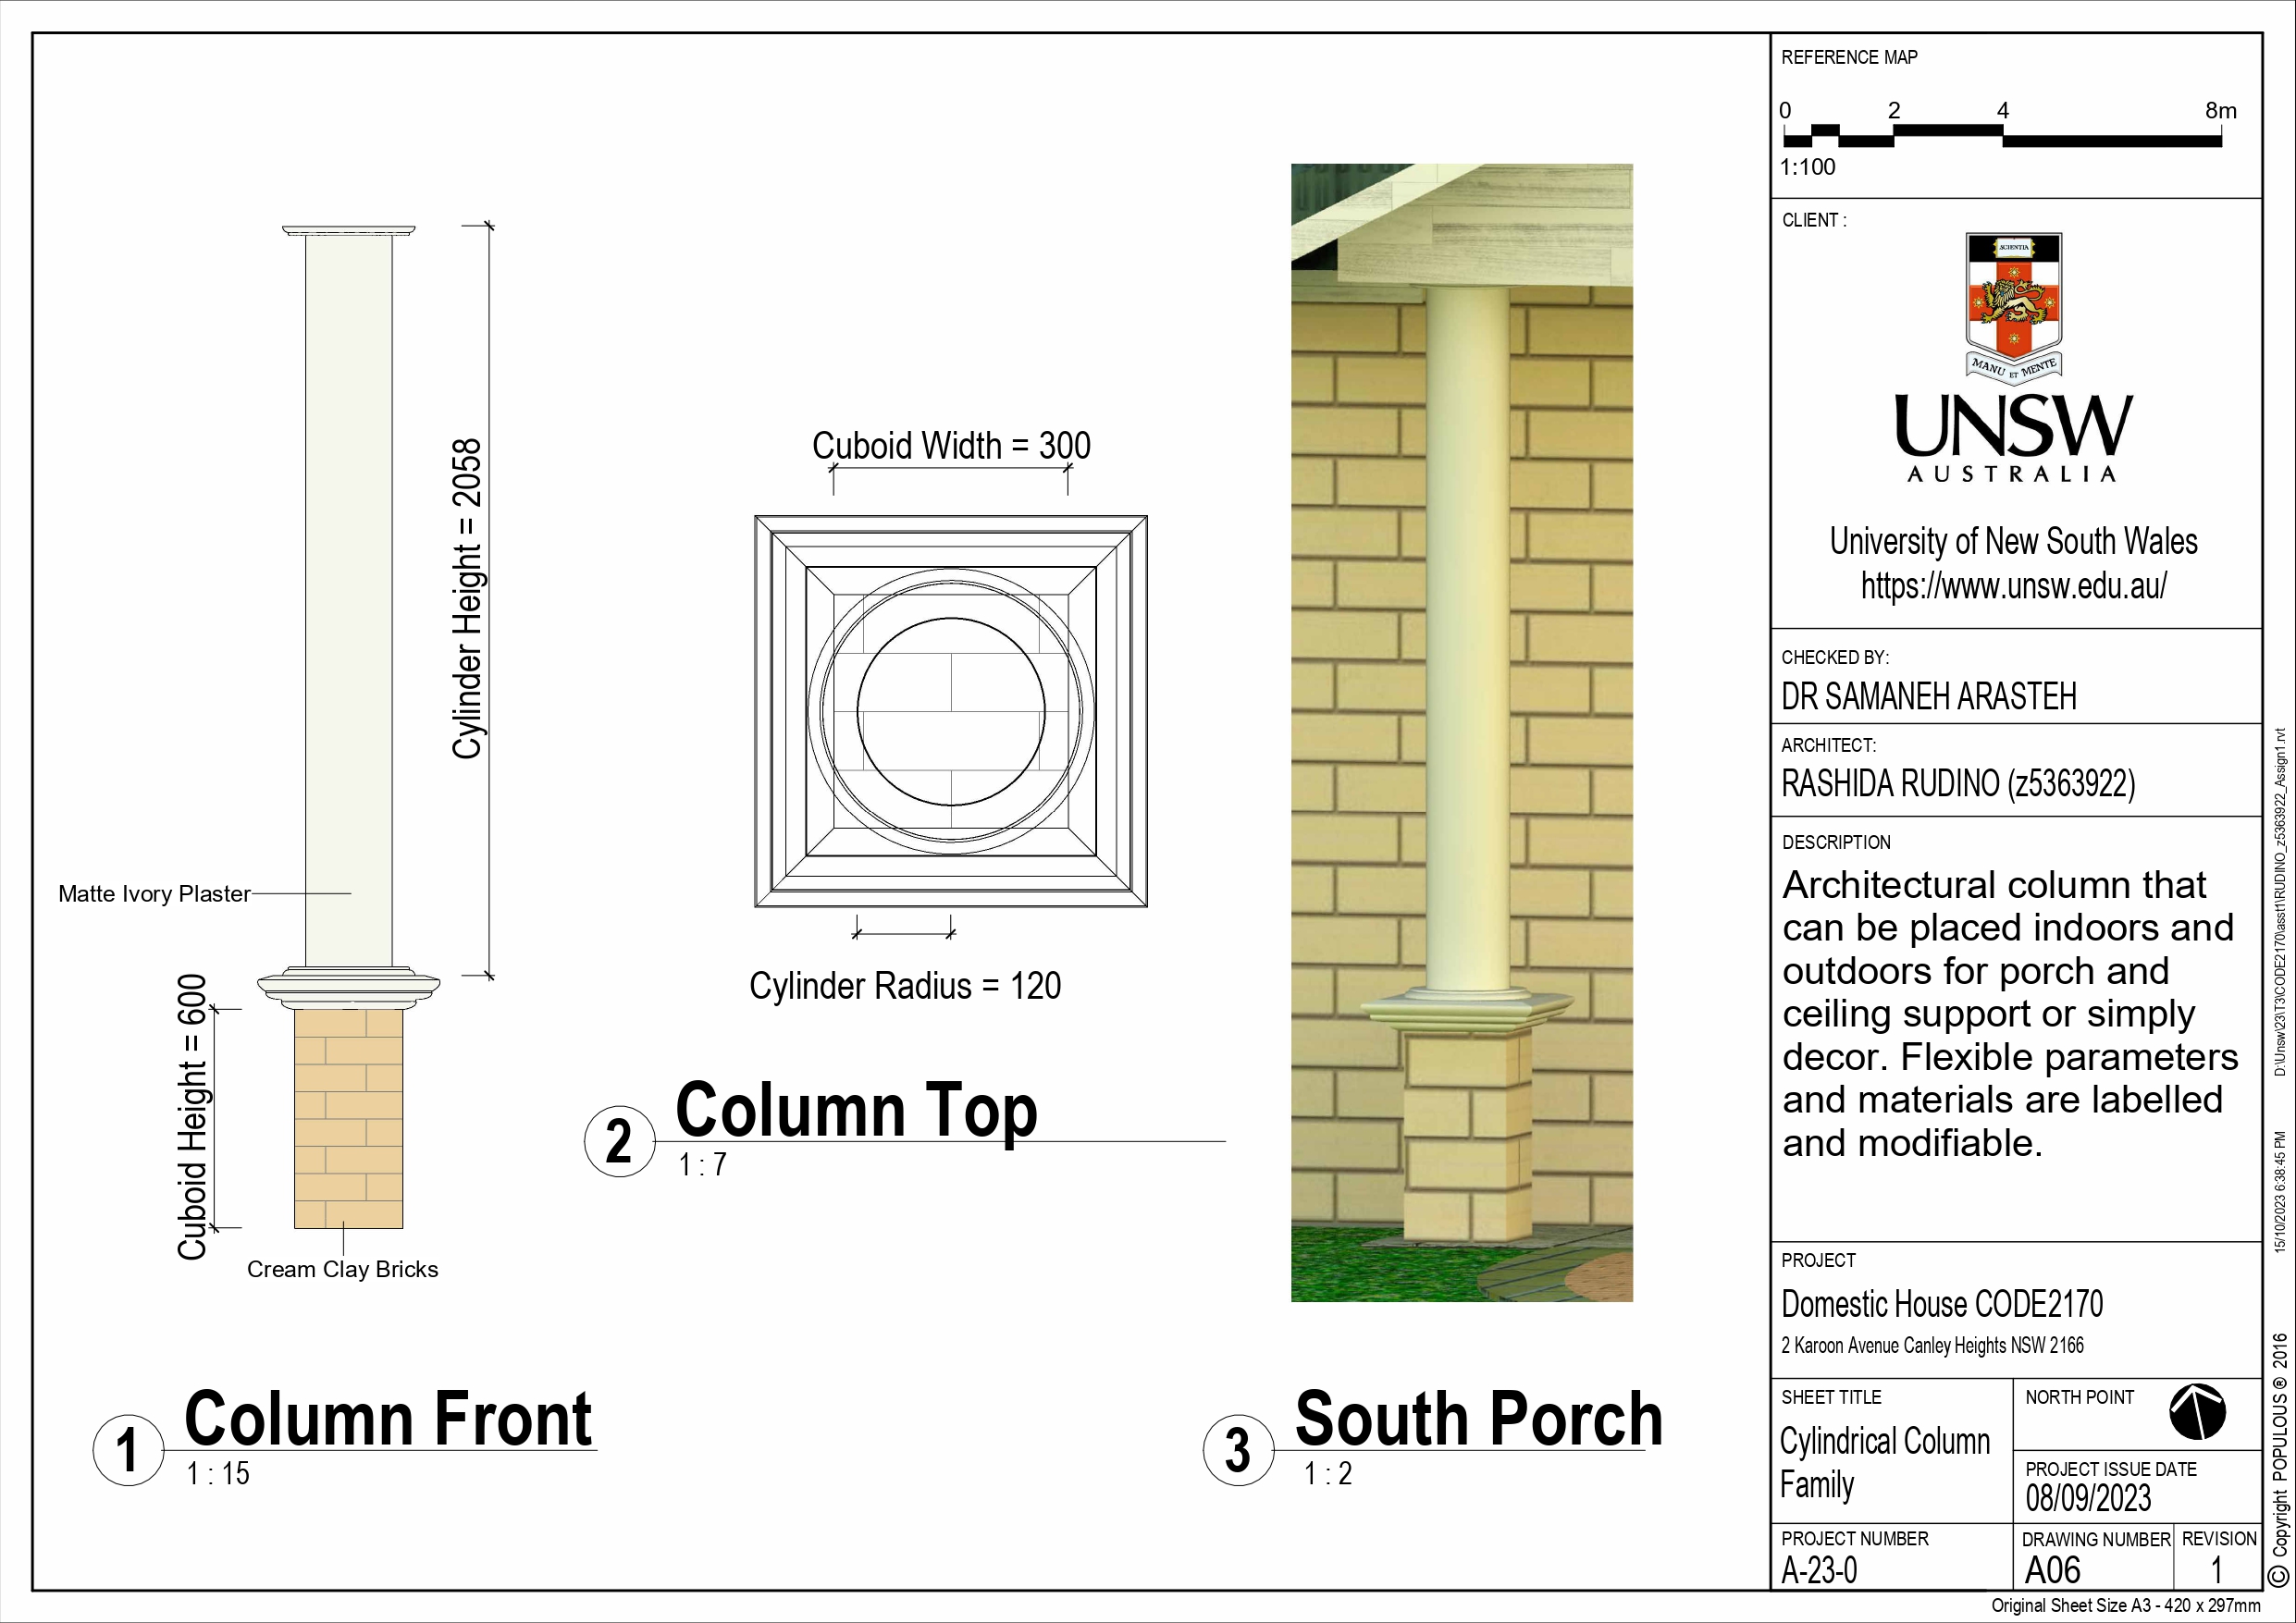 Cylinder Height = 2058
Matte Ivory Plaster
Cuboid Height = 600
Cream Clay Bricks
1
Column Front
1 : 15
Cuboid Width = 300
Cylinder Radius = 120
2
Column Top
1 : 7
3
South Porch
1 : 2
REFERENCE MAP
0 2 4 8m
1:100
CLIENT :
SCIENTIA
MANU ET MENTE
UNSW
AUSTRALIA
University of New South Wales
https://www.unsw.edu.au/
CHECKED BY:
DR SAMANEH ARASTEH
ARCHITECT:
RASHIDA RUDINO (z5363922)
DESCRIPTION
Architectural column that
can be placed indoors and
outdoors for porch and
ceiling support or simply
decor. Flexible parameters
and materials are labelled
and modifiable.
PROJECT
Domestic House CODE2170
2 Karoon Avenue Canley Heights NSW 2166
SHEET TITLE
Cylindrical Column
Family
NORTH POINT
PROJECT ISSUE DATE
08/09/2023
PROJECT NUMBER
A-23-0
DRAWING NUMBER
A06
REVISION
1
Original Sheet Size A3 - 420 x 297mm
© Copyright POPULOUS ® 2016
15/10/2023 6:38:45 PM
D:\Unsw\23\T3\CODE2170\asst1\RUDINO_z5363922_Assign1.rvt